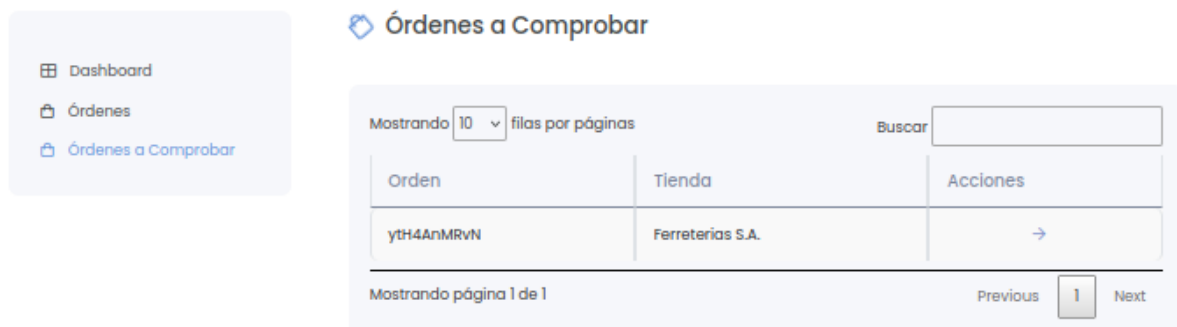 Órdenes a Comprobar
Dashboard
Órdenes
Órdenes a Comprobar
Mostrando 10 filas por páginas
Buscar
Orden Tienda Acciones
ytH4AnMRvN Ferreterias S.A.
Mostrando página 1 de 1
Previous 1 Next